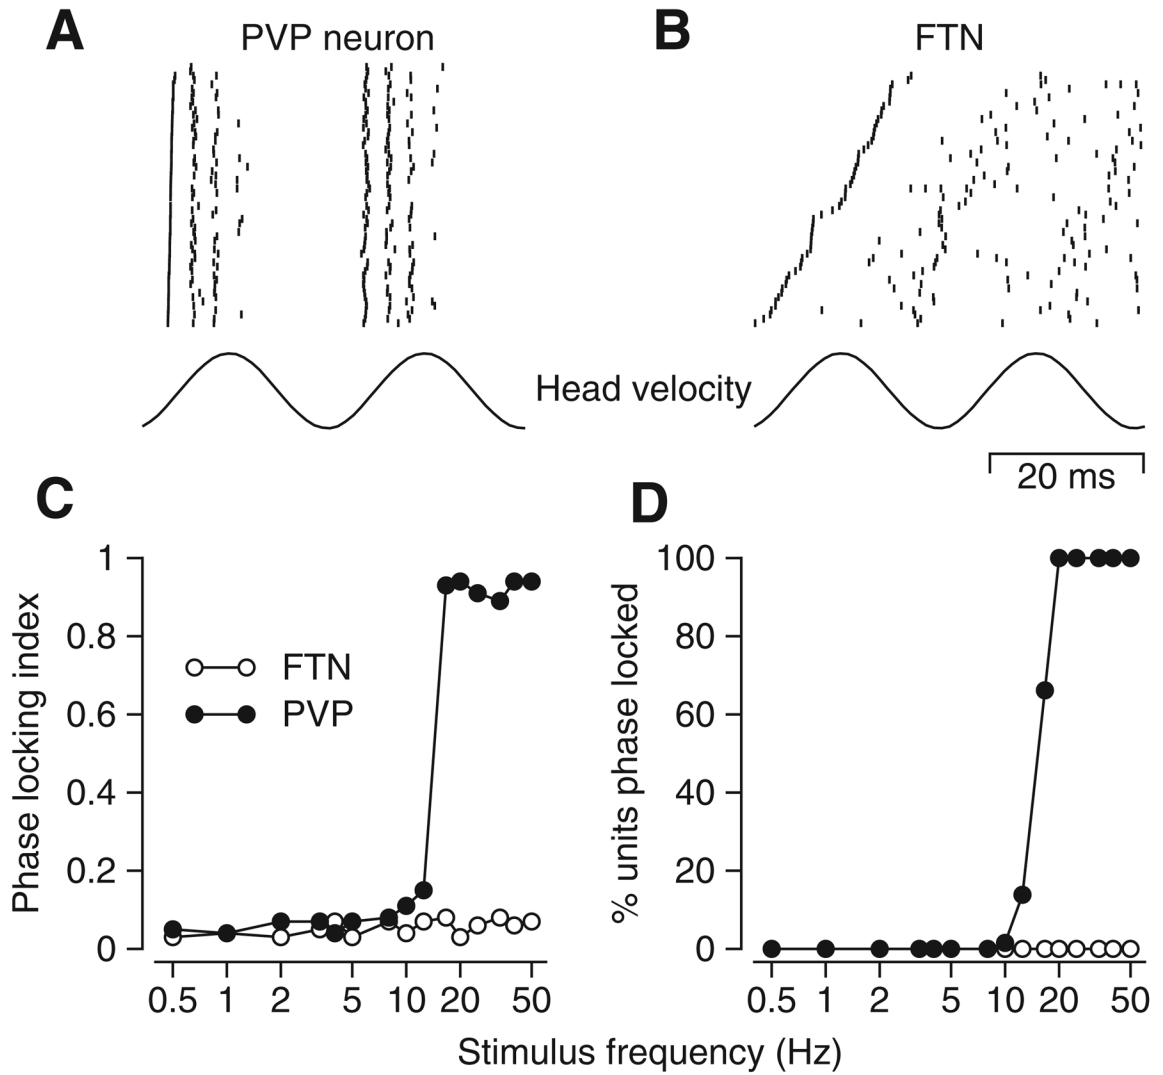 A
PVP neuron
B
FTN
Head velocity
20 ms
C
Phase locking index
1
0.8
0.6
0.4
0.2
0
FTN
PVP
0.5 1 2 5 10 20 50
D
% units phase locked
100
80
60
40
20
0
0.5 1 2 5 10 20 50
Stimulus frequency (Hz)